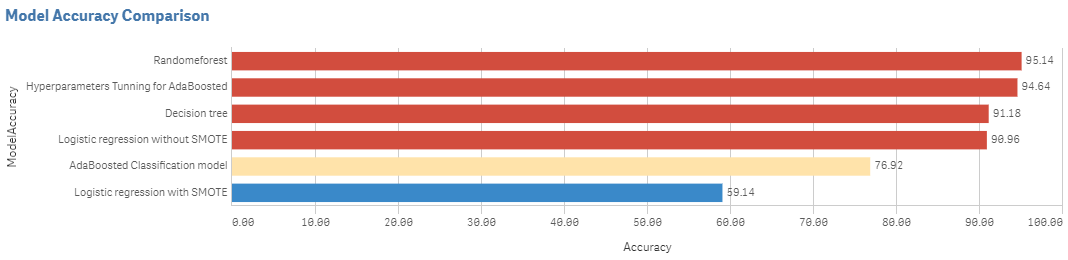 Model Accuracy Comparison
Randomeforest 95.14
Hyperparameters Tunning for AdaBoosted 94.64
Decision tree 91.18
Logistic regression without SMOTE 90.96
AdaBoosted Classification model 76.92
Logistic regression with SMOTE 59.14
ModelAccuracy
0.00 10.00 20.00 30.00 40.00 50.00 60.00 70.00 80.00 90.00 100.00
Accuracy